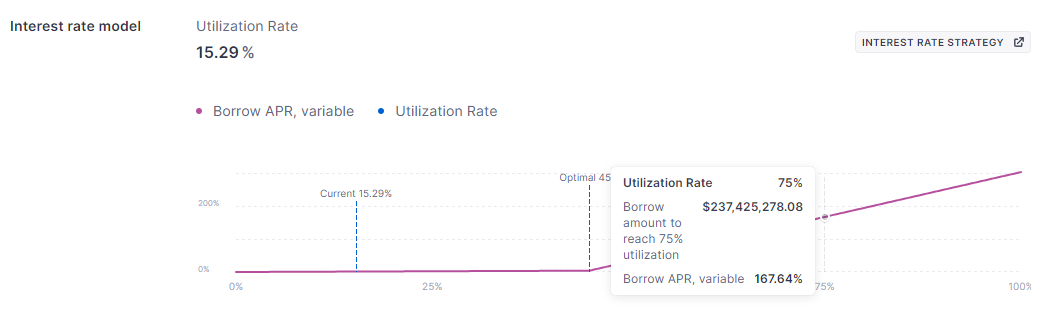 Interest rate model
Utilization Rate
15.29 %
INTEREST RATE STRATEGY
Borrow APR, variable
Utilization Rate
Current 15.29%
Optimal 45
200%
0%
0%
25%
75%
100%
Utilization Rate 75%
Borrow $237,425,278.08
amount to
reach 75%
utilization
Borrow APR, variable 167.64%